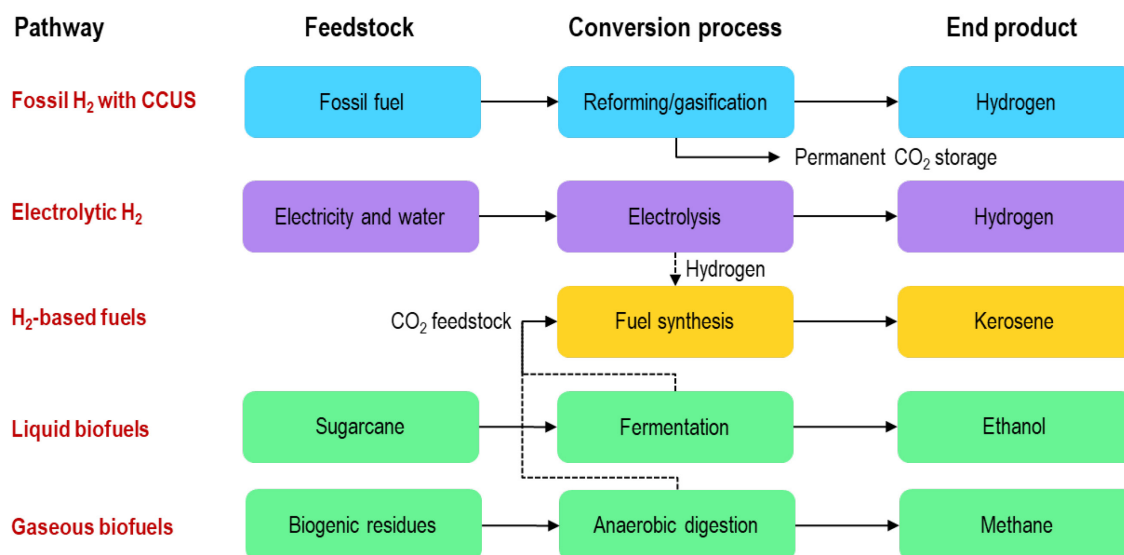 Pathway Feedstock Conversion process End product
Fossil H₂ with CCUS Fossil fuel Reforming/gasification Hydrogen
Permanent CO₂ storage
Electrolytic H₂ Electricity and water Electrolysis Hydrogen
Hydrogen
H₂-based fuels CO₂ feedstock Fuel synthesis Kerosene
Liquid biofuels Sugarcane Fermentation Ethanol
Gaseous biofuels Biogenic residues Anaerobic digestion Methane